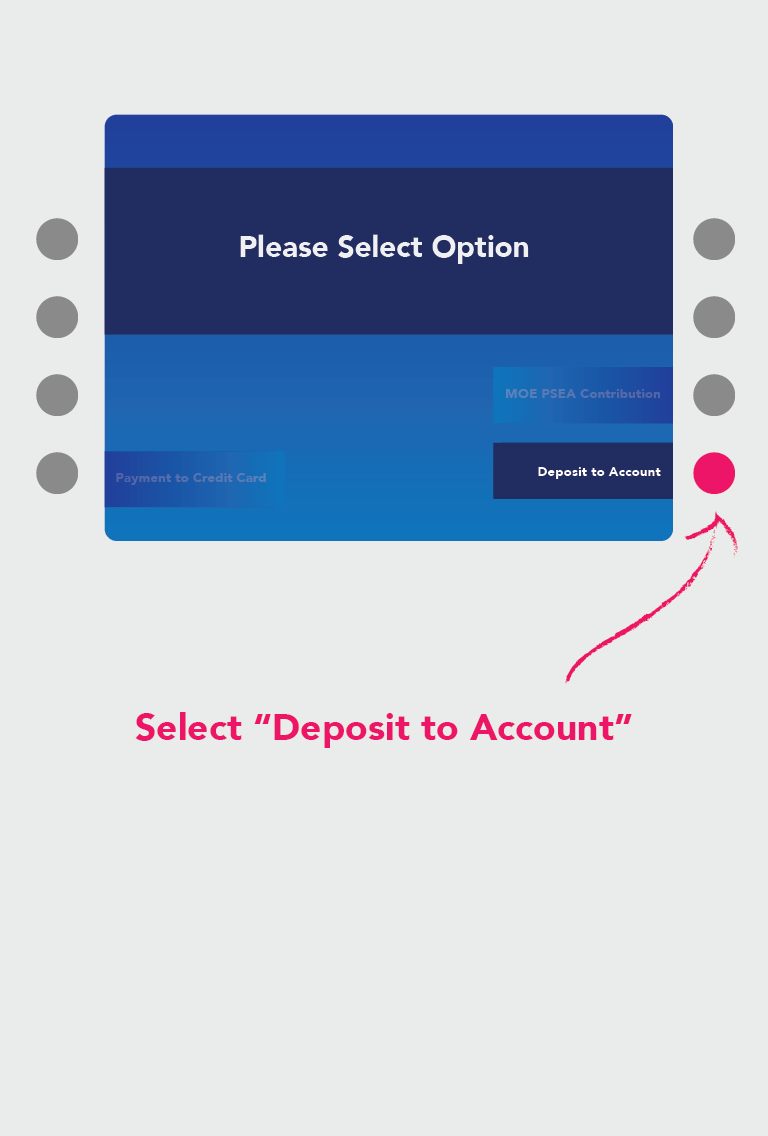 Please Select Option
MOE PSEA Contribution
Deposit to Account
Payment to Credit Card
Select “Deposit to Account”